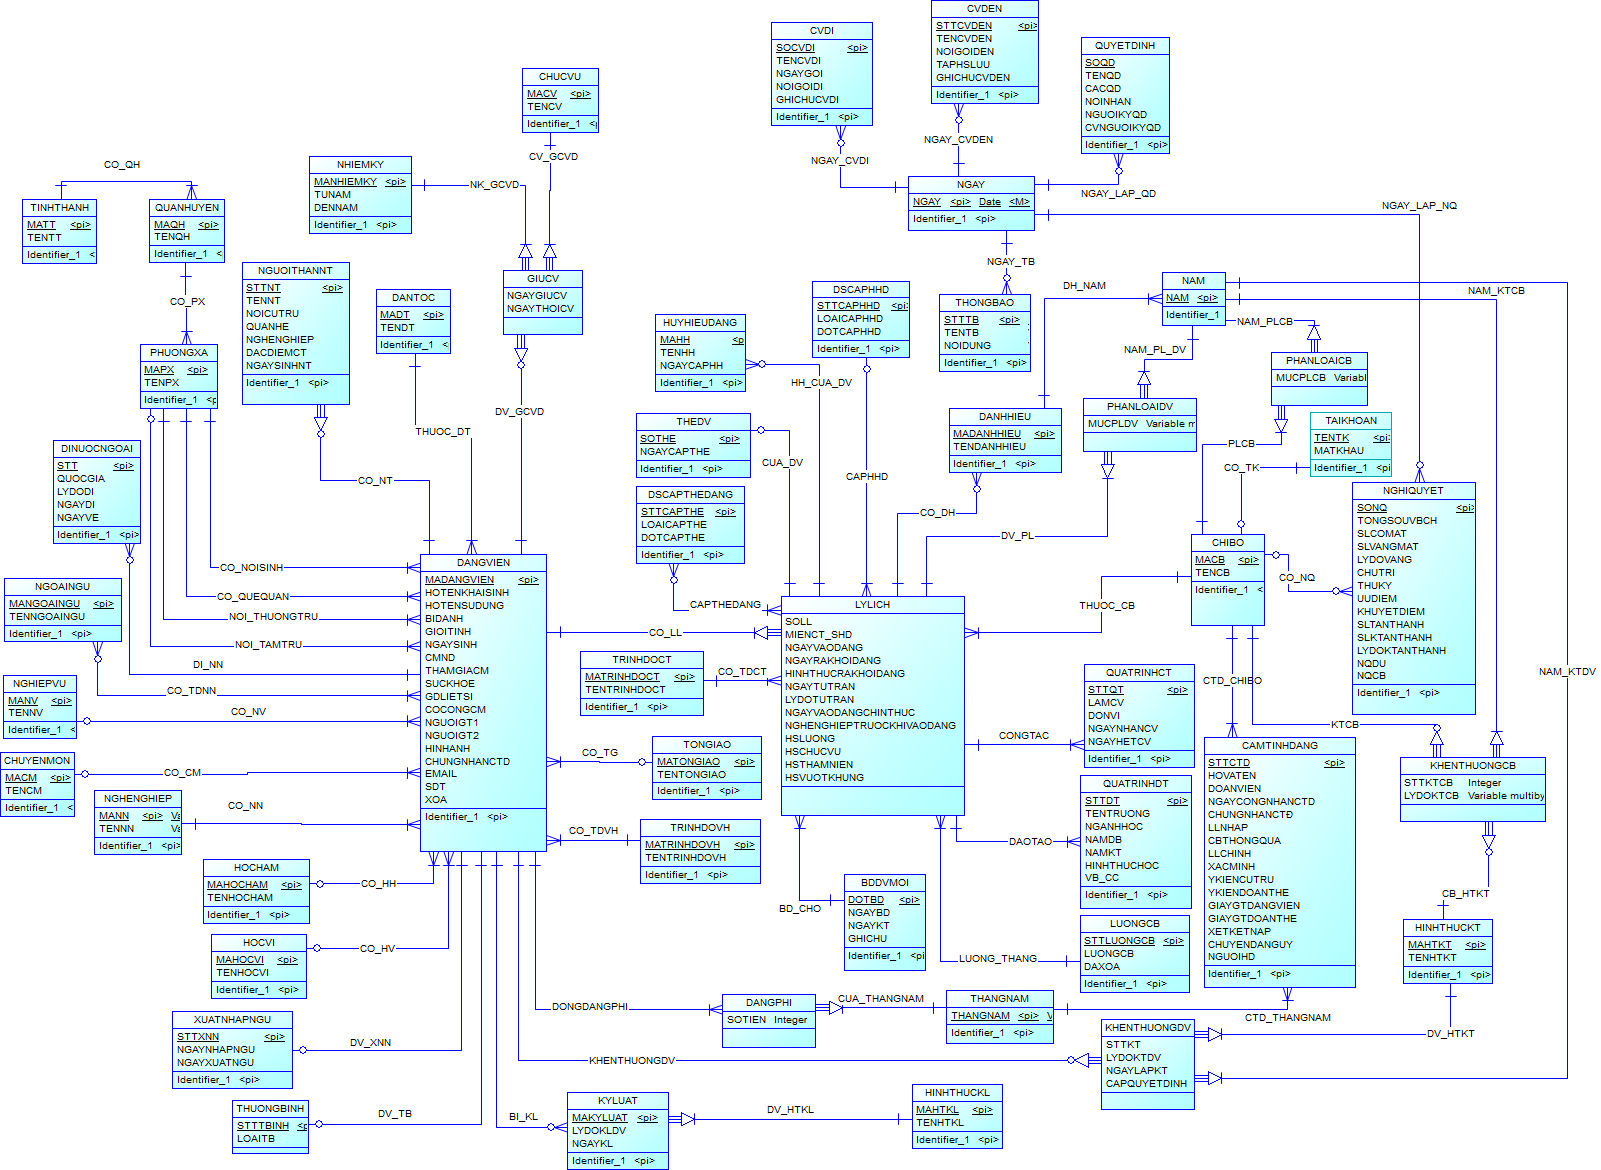 CVDEN
STTCVDEN <pi>
TENCVDEN
NOIGOIDEN
TAPHSLUU
GHICHUCVDEN
Identifier_1 <pi>
CVDI
SOCVDI <pi>
TENCVDI
NGAYGOI
NOIGOIDI
GHICHUCVDI
Identifier_1 <pi>
QUYETDINH
SOQD
TENQD
CACQD
NOINHAN
NGUOIKYQD
CVNGUOIKYQD
Identifier_1 <pi>
CHUCVU
MACV <pi>
TENCV
Identifier_1
NGAY_CVDEN
NGAY_CVDI
CV_GCVD
CO_QH
NHIEMKY
MANHIEMKY <pi>
TUNAM
DENNAM
Identifier_1 <pi>
NK_GCVD
NGAY
NGAY <pi> Date <M>
Identifier_1 <pi>
NGAY_LAP_QD
NGAY_LAP_NQ
TINHTHANH
MATT <pi>
TENTT
Identifier_1 <
QUANHUYEN
MAQH <pi>
TENQH
Identifier_1 <
NGUOITHANNT
STTNT <pi>
TENNT
NOICUTRU
QUANHE
NGHENGHIEP
DACDIEMCT
NGAYSINHNT
Identifier_1 <pi>
GIUCV
NGAYGIUCV
NGAYTHOICV
NGAY_TB
CO_PX
DANTOC
MADT <pi>
TENDT
Identifier_1 <
DSCAPHHD
STTCAPHHD <pi
LOAICAPHHD
DOTCAPHHD
Identifier_1 <pi>
THONGBAO
STTTB <pi>
TENTB
NOIDUNG
Identifier_1 <pi>
DH_NAM
NAM
NAM <pi>
Identifier_1
NAM_KTCB
NAM_PLCB
NAM_PL_DV
HUYHIEUDANG
MAHH <p
TENHH
NGAYCAPHH
Identifier_1 <pi>
PHUONGXA
MAPX <pi>
TENPX
Identifier_1 <p
PHANLOAICB
MUCPLCB Variabl
HH_CUA_DV
DV_GCVD
THUOC_DT
PHANLOAIDV
MUCPLDV Variable m
TAIKHOAN
TENTK <pi
MATKHAU
Identifier_1 <pi
THEDV
SOTHE <pi>
NGAYCAPTHE
Identifier_1 <pi>
DANHHIEU
MADANHHIEU <pi>
TENDANHHIEU
Identifier_1 <pi>
PLCB
CO_TK
DINUOCNGOAI
STT <pi>
QUOCGIA
LYDODI
NGAYDI
NGAYVE
Identifier_1 <pi>
CUA_DV
CAPHHD
CO_NT
DSCAPTHEDANG
STTCAPTHE <pi>
LOAICAPTHE
DOTCAPTHE
Identifier_1 <pi>
CO_DH
DV_PL
NGHIQUYET
SONQ <pi>
TONGSOUVBCH
SLCOMAT
SLVANGMAT
LYDOVANG
CHUTRI
THUKY
UUDIEM
KHUYETDIEM
SLTANTHANH
SLKTANTHANH
LYDOKTANTHANH
NQDU
NQCB
Identifier_1 <pi>
CHIBO
MACB <pi>
TENCB
Identifier_1 <
CO_NQ
THUOC_CB
CO_NOISINH
CO_QUEQUAN
NOI_THUONGTRU
NOI_TAMTRU
DI_NN
CO_TDNN
CO_NV
CO_CM
CO_NN
DANGVIEN
MADANGVIEN <pi>
HOTENKHAISINH
HOTENSUDUNG
BIDANH
GIOITINH
NGAYSINH
CMND
THAMGIACM
SUCKHOE
GDLIETSI
COCONGCM
NGUOIGT1
NGUOIGT2
HINHANH
CHUNGNHANCTD
EMAIL
SDT
XOA
Identifier_1 <pi>
NGOAINGU
MANGOAINGU <pi>
TENNGOAINGU
Identifier_1 <pi>
CAPTHEDANG
CO_LL
LYLICH
SOLL
MIENCT_SHD
NGAYVAODANG
NGAYRAKHOIDANG
HINHTHUCRAKHOIDANG
NGAYTUTRAN
LYDOTUTRAN
NGAYVAODANGCHINTHUC
NGHENGHIEPTRUOCKHIVAODANG
HSLUONG
HSCHUCVU
HSTHAMNIEN
HSVUOTKHUNG
TRINHDOCT
MATRINHDOCT <pi>
TENTRINHDOCT
Identifier_1 <pi>
CO_TDCT
QUATRINHCT
STTQT <pi>
LAMCV
DONVI
NGAYNHANCV
NGAYHETCV
Identifier_1 <pi>
CONGTAC
CTD_CHIBO
NAM_KTDV
KTCB
NGHIEPVU
MANV <pi>
TENNV
Identifier_1 <
CHUYENMON
MACM <pi>
TENCM
Identifier_1 <
NGHENGHIEP
MANN <pi> Va
TENNN Va
Identifier_1 <pi>
CO_TG
TONGIAO
MATONGIAO <pi>
TENTONGIAO
Identifier_1 <pi>
CAMTINHDANG
STTCTD <pi>
HOVATEN
DOANVIEN
NGAYCONGNHANCTD
CHUNGNHANCTĐ
LLNHAP
CBTHONGQUA
LLCHINH
XACMINH
YKIENCUTRU
YKIENDOANTHE
GIAYGTDANGVIEN
GIAYGTDOANTHE
XETKETNAP
CHUYENDANGUY
NGUOIHD
Identifier_1 <pi>
KHENTHUONGCB
STTKTCB Integer
LYDOKTCB Variable multiby
QUATRINHDT
STTDT <pi>
TENTRUONG
NGANHHOC
NAMDB
NAMKT
HINHTHUCHOC
VB_CC
Identifier_1 <pi>
CO_TDVH
TRINHDOVH
MATRINHDOVH <pi>
TENTRINHDOVH
Identifier_1 <pi>
DAOTAO
HOCHAM
MAHOCHAM <pi>
TENHOCHAM
Identifier_1 <pi>
CO_HH
BD_CHO
BDDVMOI
DOTBD <pi>
NGAYBD
NGAYKT
GHICHU
Identifier_1 <pi
CB_HTKT
LUONGCB
STTLUONGCB <pi>
LUONGCB
DAXOA
Identifier_1 <pi>
HINHTHUCKT
MAHTKT <pi>
TENHTKT
Identifier_1 <pi>
HOCVI
MAHOCVI <pi>
TENHOCVI
Identifier_1 <pi>
CO_HV
LUONG_THANG
DONGDANGPHI
DANGPHI
SOTIEN Integer
CUA_THANGNAM
THANGNAM
THANGNAM <pi> V
Identifier_1 <pi>
CTD_THANGNAM
XUATNHAPNGU
STTXNN <pi>
NGAYNHAPNGU
NGAYXUATNGU
Identifier_1 <pi>
DV_XNN
KHENTHUONGDV
KHENTHUONGDV
STTKT
LYDOKTDV
NGAYLAPKT
CAPQUYETDINH
DV_HTKT
THUONGBINH
STTTBINH <p
LOAITB
DV_TB
BI_KL
KYLUAT
MAKYLUAT <pi>
LYDOKLDV
NGAYKL
Identifier_1 <pi>
DV_HTKL
HINHTHUCKL
MAHTKL <pi>
TENHTKL
Identifier_1 <pi>